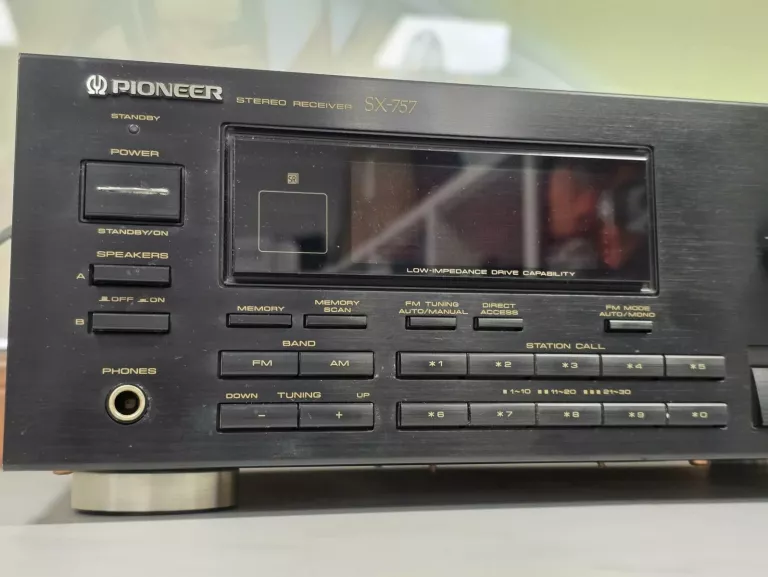 PIONEER STEREO RECEIVER SX-757
STANDBY
POWER
STANDBY/ON
SPEAKERS
A
OFF ON
B
PHONES
LOW-IMPEDANCE DRIVE CAPABILITY
MEMORY
MEMORY SCAN
FM TUNING AUTO/MANUAL
DIRECT ACCESS
FM MODE AUTO/MONO
BAND
FM AM
DOWN TUNING UP
− +
STATION CALL
*1 *2 *3 *4 *5
1~10 11~20 21~30
*6 *7 *8 *9 *0